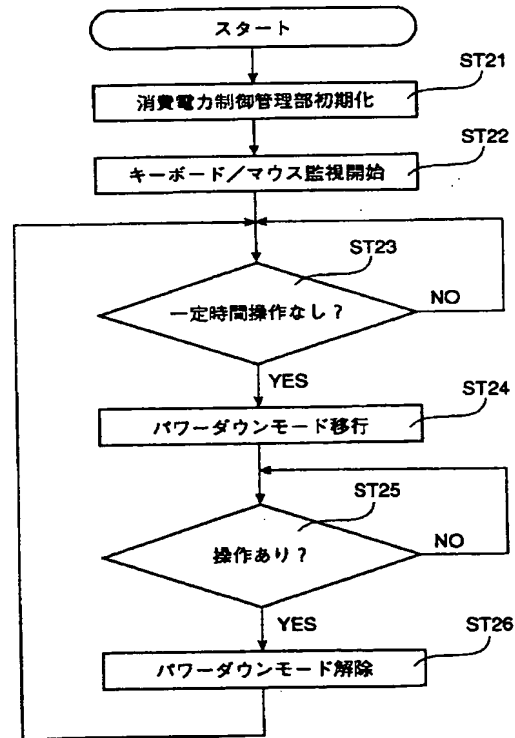 スタート
ST21
消費電力制御管理部初期化
ST22
キーボード／マウス監視開始
ST23
一定時間操作なし？
NO
YES
ST24
パワーダウンモード移行
ST25
操作あり？
NO
YES
ST26
パワーダウンモード解除